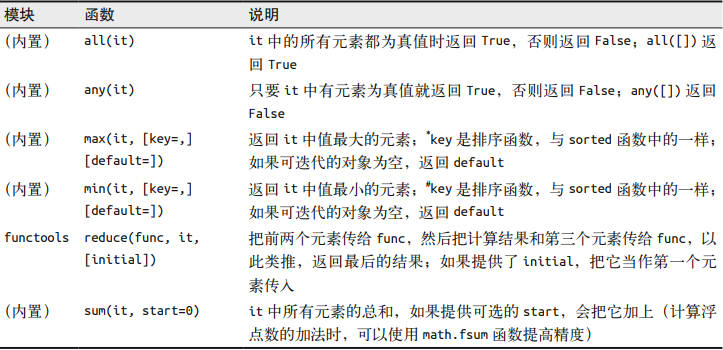 模块 函数 说明
(内置) all(it) it 中的所有元素都为真值时返回 True，否则返回 False；all([]) 返
回 True
(内置) any(it) 只要 it 中有元素为真值就返回 True，否则返回 False；any([]) 返回
False
(内置) max(it, [key=,] 返回 it 中值最大的元素；*key 是排序函数，与 sorted 函数中的一样；
[default=]) 如果可迭代的对象为空，返回 default
(内置) min(it, [key=,] 返回 it 中值最小的元素；#key 是排序函数，与 sorted 函数中的一样；
[default=]) 如果可迭代的对象为空，返回 default
functools reduce(func, it, 把前两个元素传给 func，然后把计算结果和第三个元素传给 func，以
[initial]) 此类推，返回最后的结果；如果提供了 initial，把它当作第一个元
素传入
(内置) sum(it, start=0) it 中所有元素的总和，如果提供可选的 start，会把它加上（计算浮
点数的加法时，可以使用 math.fsum 函数提高精度）